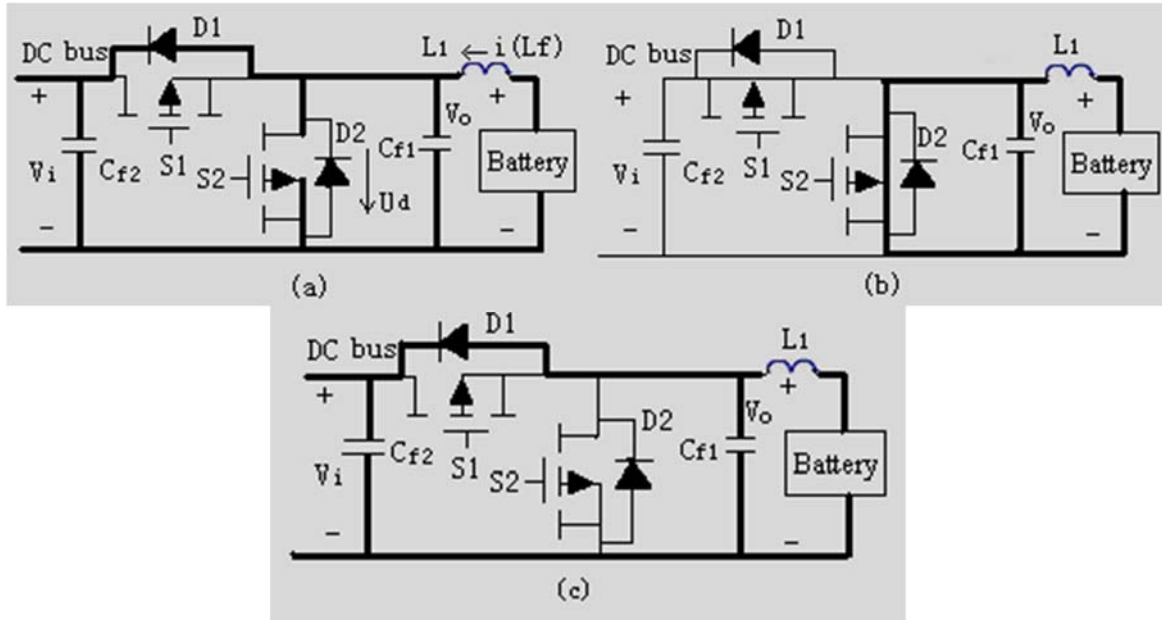 DC bus
D1
L1 ← i(Lf)
+
+
Vi
Cf2
S1
S2
D2
Ud
Cf1
Vo
Battery
-
-
(a)
DC bus
D1
L1
+
+
Vi
Cf2
S1
S2
D2
Cf1
Vo
Battery
-
-
(b)
DC bus
D1
L1
+
+
Vi
Cf2
S1
S2
D2
Cf1
Vo
Battery
-
-
(c)